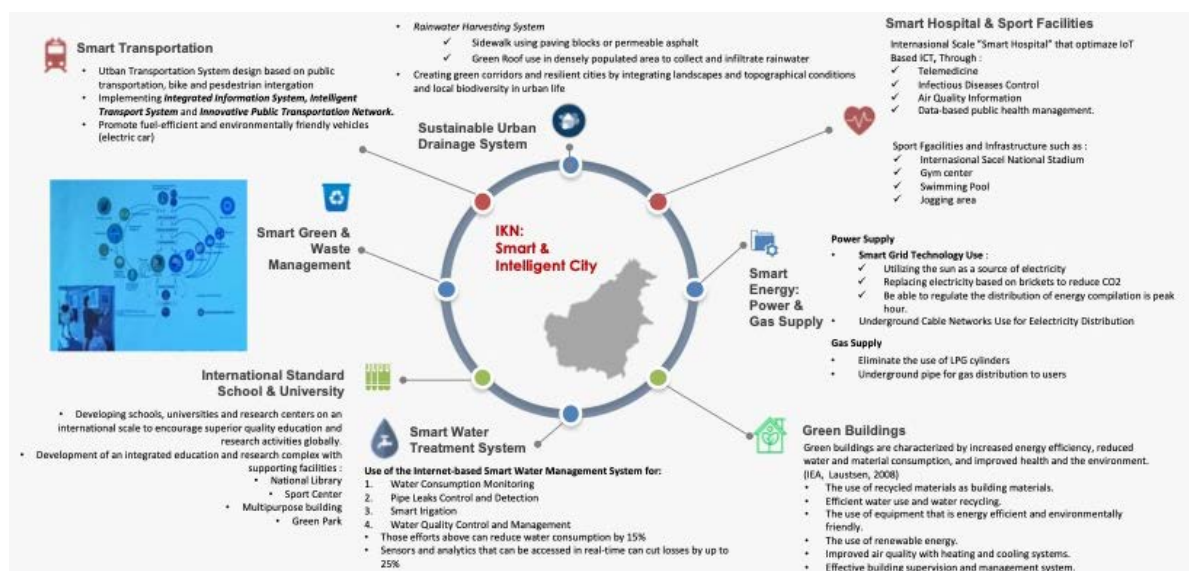 Smart Transportation
• Utban Transportation System design based on public
transportation, bike and pesdestrian intergation
• Implementing Integrated Information System, Intelligent
Transport System and Innovative Public Transportation Network.
• Promote fuel-efficient and environmentally friendly vehicles
(electric car)
• Rainwater Harvesting System
✓ Sidewalk using paving blocks or permeable asphalt
✓ Green Roof use in densely populated area to collect and infiltrate rainwater
• Creating green corridors and resilient cities by integrating landscapes and topographical conditions
and local biodiversity in urban life
Sustainable Urban
Drainage System
Smart Hospital & Sport Facilities
Internasional Scale "Smart Hospital" that optimaze IoT
Based ICT, Through :
✓ Telemedicine
✓ Infectious Diseases Control
✓ Air Quality Information
✓ Data-based public health management.
Sport Fgacilities and Infrastructure such as :
✓ Internasional Sacel National Stadium
✓ Gym center
✓ Swimming Pool
✓ Jogging area
Smart Green &
Waste
Management
IKN:
Smart &
Intelligent City
Smart
Energy:
Power &
Gas Supply
Power Supply
• Smart Grid Technology Use :
✓ Utilizing the sun as a source of electricity
✓ Replacing electricity based on brickets to reduce CO2
✓ Be able to regulate the distribution of energy compilation is peak
hour.
• Underground Cable Networks Use for Eelectricity Distribution
Gas Supply
• Eliminate the use of LPG cylinders
• Underground pipe for gas distribution to users
International Standard
School & University
• Developing schools, universities and research centers on an
international scale to encourage superior quality education and
research activities globally.
• Development of an integrated education and research complex with
supporting facilities :
• National Library
• Sport Center
• Multipurpose building
• Green Park
Smart Water
Treatment System
Use of the Internet-based Smart Water Management System for:
1. Water Consumption Monitoring
2. Pipe Leaks Control and Detection
3. Smart Irigation
4. Water Quality Control and Management
• Those efforts above can reduce water consumption by 15%
• Sensors and analytics that can be accessed in real-time can cut losses by up to
25%
Green Buildings
Green buildings are characterized by increased energy efficiency, reduced
water and material consumption, and improved health and the environment.
(IEA, Laustsen, 2008)
• The use of recycled materials as building materials.
• Efficient water use and water recycling.
• The use of equipment that is energy efficient and environmentally
friendly.
• The use of renewable energy.
• Improved air quality with heating and cooling systems.
• Effective building supervision and management system.